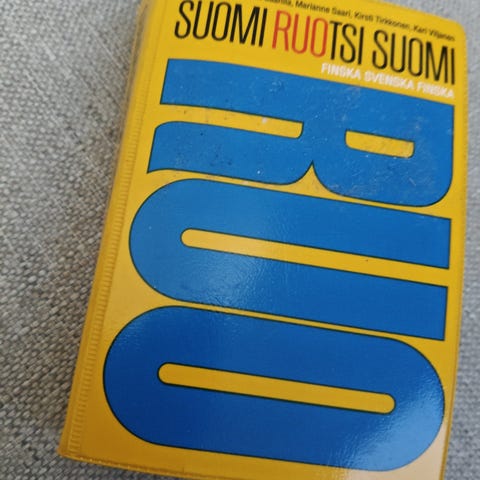 Marianne Saari, Kirsti Tirkkonen, Kari Viljanen
SUOMI RUOTSI SUOMI
FINSKA SVENSKA FINSKA
RUO